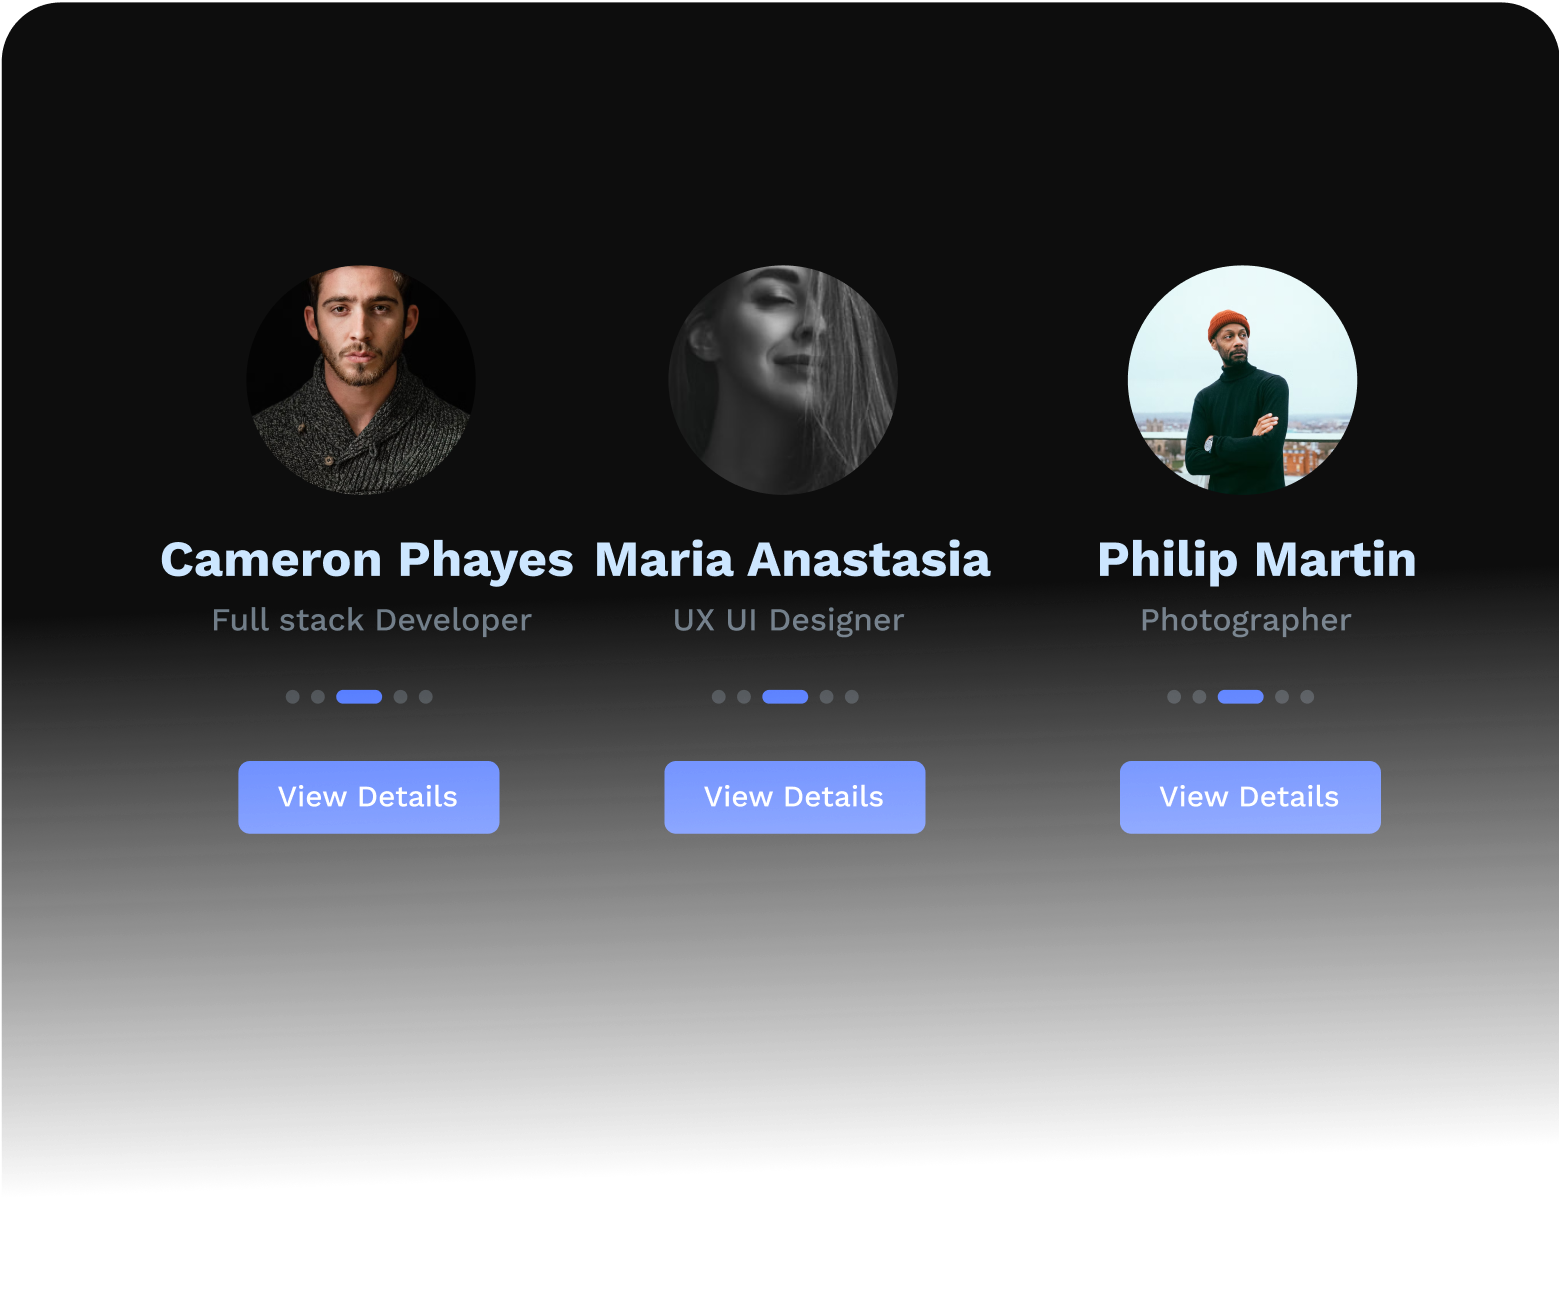 Cameron Phayes
Full stack Developer
View Details
Maria Anastasia
UX UI Designer
View Details
Philip Martin
Photographer
View Details